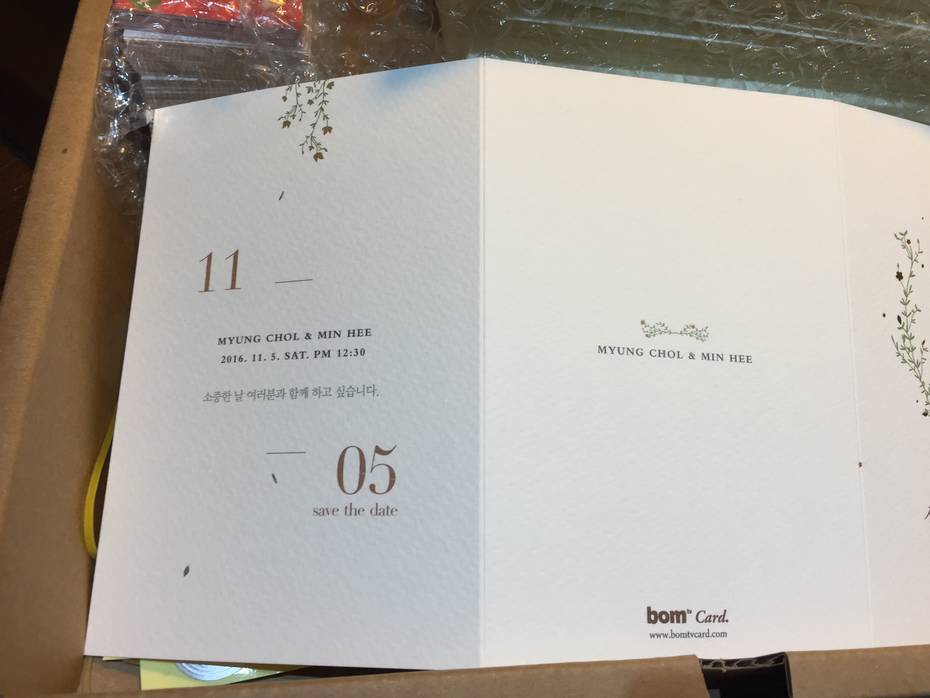 11
MYUNG CHOL & MIN HEE
2016. 11. 5. SAT. PM 12:30
소중한 날 여러분과 함께 하고 싶습니다.
05
save the date
MYUNG CHOL & MIN HEE
bom tv Card.
www.bomtvcard.com